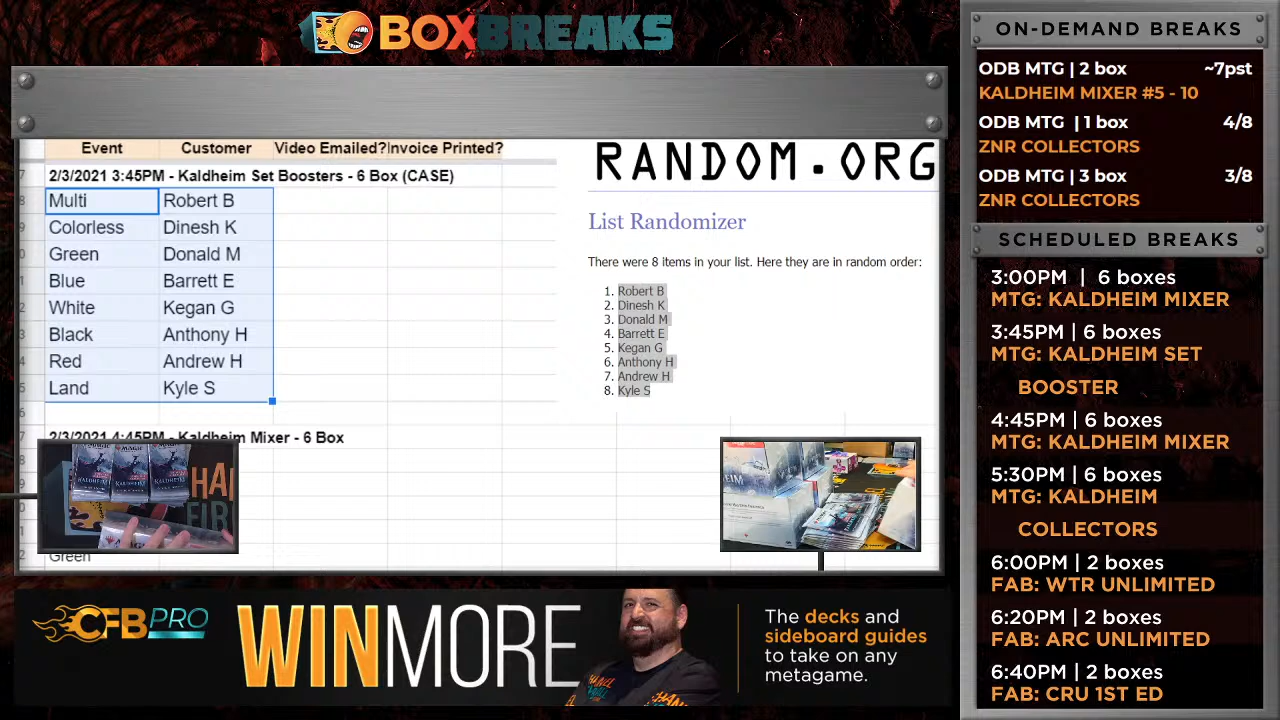 BOXBREAKS
Event Customer Video Emailed? Invoice Printed?
2/3/2021 3:45PM - Kaldheim Set Boosters - 6 Box (CASE)
Multi Robert B
Colorless Dinesh K
Green Donald M
Blue Barrett E
White Kegan G
Black Anthony H
Red Andrew H
Land Kyle S
2/3/2021 4:45PM - Kaldheim Mixer - 6 Box
Green
RANDOM.ORG
List Randomizer
There were 8 items in your list. Here they are in random order:
1. Robert B
2. Dinesh K
3. Donald M
4. Barrett E
5. Kegan G
6. Anthony H
7. Andrew H
8. Kyle S
CFBPRO
WINMORE
The decks and
sideboard guides
to take on any
metagame.
ON-DEMAND BREAKS
ODB MTG | 2 box ~7pst
KALDHEIM MIXER #5 - 10
ODB MTG | 1 box 4/8
ZNR COLLECTORS
ODB MTG | 3 box 3/8
ZNR COLLECTORS
SCHEDULED BREAKS
3:00PM | 6 boxes
MTG: KALDHEIM MIXER
3:45PM | 6 boxes
MTG: KALDHEIM SET
BOOSTER
4:45PM | 6 boxes
MTG: KALDHEIM MIXER
5:30PM | 6 boxes
MTG: KALDHEIM
COLLECTORS
6:00PM | 2 boxes
FAB: WTR UNLIMITED
6:20PM | 2 boxes
FAB: ARC UNLIMITED
6:40PM | 2 boxes
FAB: CRU 1ST ED